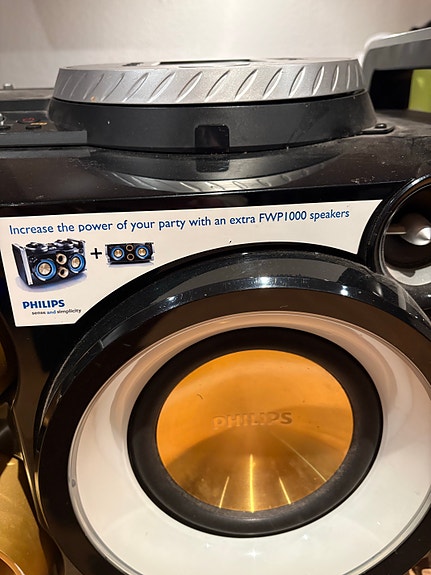 Increase the power of your party with an extra FWP1000 speakers
+
PHILIPS
sense and simplicity
PHILIPS